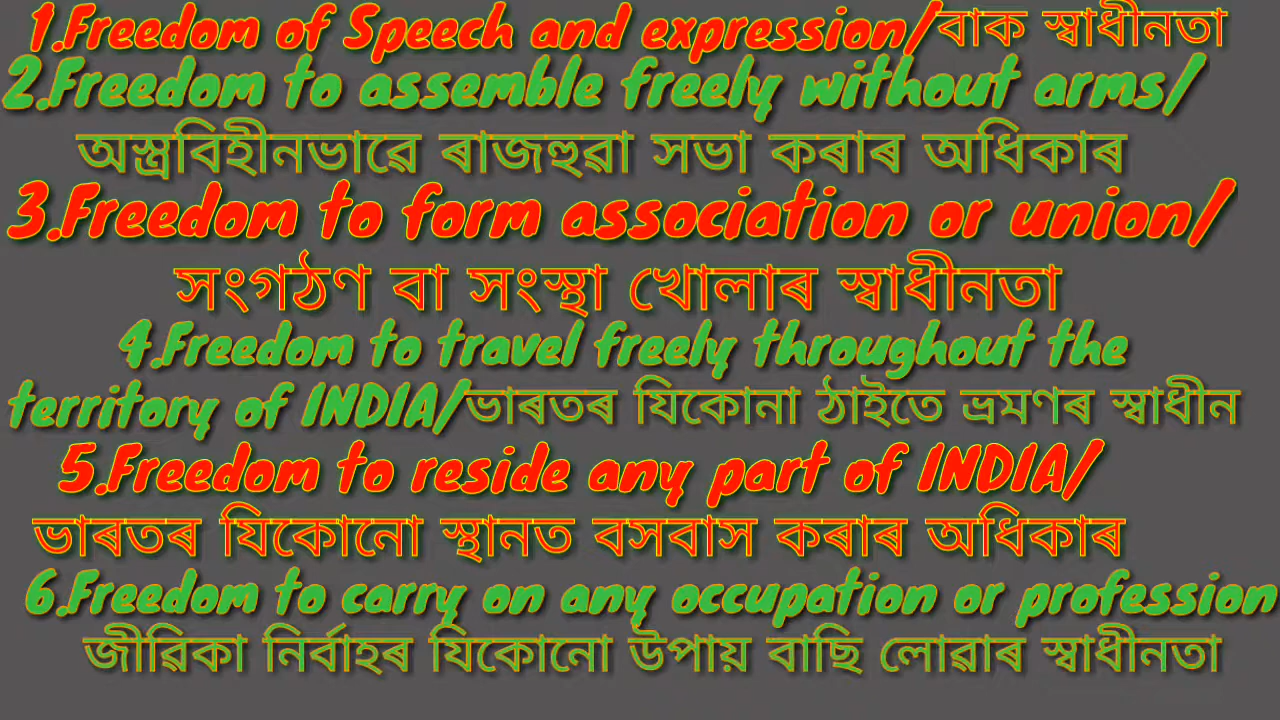 1.Freedom of Speech and expression/বাক স্বাধীনতা
2.Freedom to assemble freely without arms/
অস্ত্ৰবিহীনভাৱে ৰাজহুৱা সভা কৰাৰ অধিকাৰ
3.Freedom to form association or union/
সংগঠণ বা সংস্থা খোলাৰ স্বাধীনতা
4.Freedom to travel freely throughout the
territory of INDIA/ভাৰতৰ যিকোনা ঠাইতে ভ্ৰমণৰ স্বাধীন
5.Freedom to reside any part of INDIA/
ভাৰতৰ যিকোনো স্থানত বসবাস কৰাৰ অধিকাৰ
6.Freedom to carry on any occupation or profession
জীৱিকা নিৰ্বাহৰ যিকোনো উপায় বাছি লোৱাৰ স্বাধীনতা